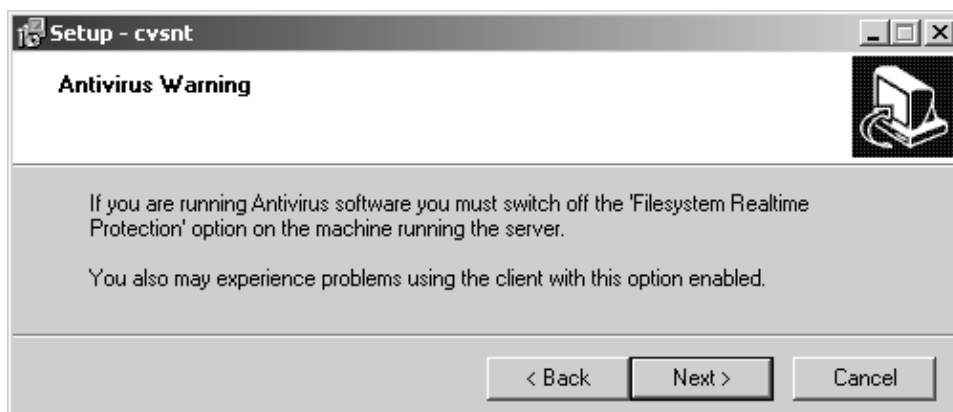 Setup - cvsnt
Antivirus Warning
If you are running Antivirus software you must switch off the 'Filesystem Realtime
Protection' option on the machine running the server.
You also may experience problems using the client with this option enabled.
< Back Next > Cancel